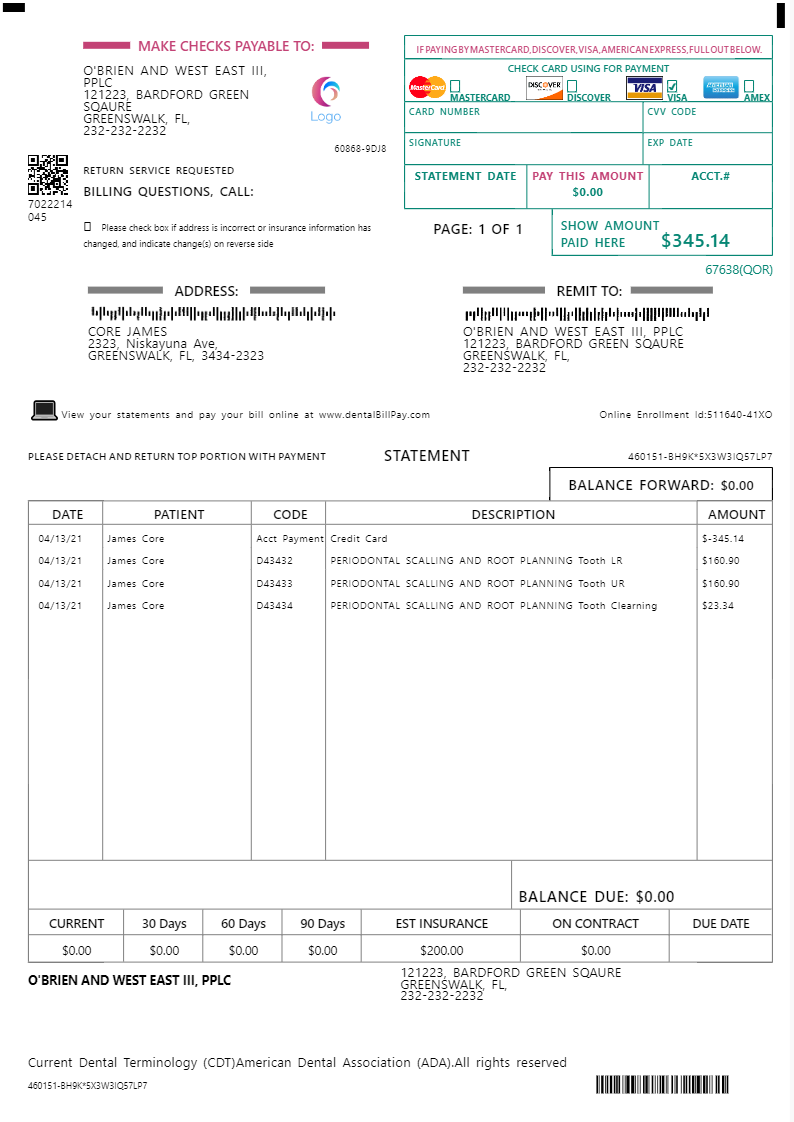 MAKE CHECKS PAYABLE TO:
O'BRIEN AND WEST EAST III,
PPLC
121223, BARDFORD GREEN
SQAURE
GREENSWALK, FL,
232-232-2232
Logo
60868-9DJ8
7022214
045
RETURN SERVICE REQUESTED
BILLING QUESTIONS, CALL:
Please check box if address is incorrect or insurance information has
changed, and indicate change(s) on reverse side
IF PAYING BY MASTERCARD, DISCOVER, VISA, AMERICAN EXPRESS, FULL OUT BELOW.
CHECK CARD USING FOR PAYMENT
MasterCard
MASTERCARD
DISCOVER
DISCOVER
VISA
VISA
AMERICAN EXPRESS
AMEX
CARD NUMBER
CVV CODE
SIGNATURE
EXP DATE
STATEMENT DATE
PAY THIS AMOUNT
$0.00
ACCT.#
PAGE: 1 OF 1
SHOW AMOUNT
PAID HERE
$345.14
67638(QOR)
ADDRESS:
CORE JAMES
2323, Niskayuna Ave,
GREENSWALK, FL, 3434-2323
REMIT TO:
O'BRIEN AND WEST EAST III, PPLC
121223, BARDFORD GREEN SQAURE
GREENSWALK, FL,
232-232-2232
View your statements and pay your bill online at www.dentalBillPay.com
Online Enrollment Id:511640-41XO
PLEASE DETACH AND RETURN TOP PORTION WITH PAYMENT
STATEMENT
460151-BH9K*5X3W3IQ57LP7
BALANCE FORWARD: $0.00
DATE PATIENT CODE DESCRIPTION AMOUNT
04/13/21 James Core Acct Payment Credit Card $-345.14
04/13/21 James Core D43432 PERIODONTAL SCALLING AND ROOT PLANNING Tooth LR $160.90
04/13/21 James Core D43433 PERIODONTAL SCALLING AND ROOT PLANNING Tooth UR $160.90
04/13/21 James Core D43434 PERIODONTAL SCALLING AND ROOT PLANNING Tooth Clearning $23.34
BALANCE DUE: $0.00
CURRENT 30 Days 60 Days 90 Days EST INSURANCE ON CONTRACT DUE DATE
$0.00 $0.00 $0.00 $0.00 $200.00 $0.00
O'BRIEN AND WEST EAST III, PPLC
121223, BARDFORD GREEN SQAURE
GREENSWALK, FL,
232-232-2232
Current Dental Terminology (CDT)American Dental Association (ADA).All rights reserved
460151-BH9K*5X3W3IQ57LP7